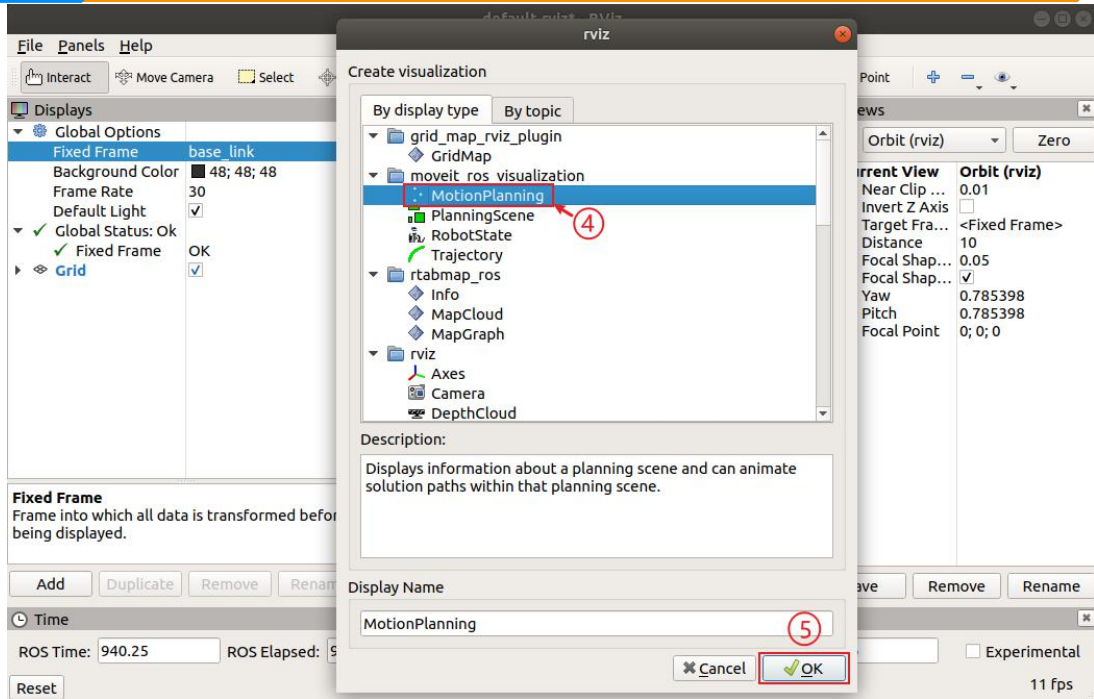 default.rviz* - RViz
rviz
File Panels Help
Interact Move Camera Select
Point
Displays
Global Options
Fixed Frame base_link
Background Color 48; 48; 48
Frame Rate 30
Default Light
Global Status: Ok
Fixed Frame OK
Grid
Fixed Frame
Frame into which all data is transformed befor
being displayed.
Add Duplicate Remove Renam
Create visualization
By display type By topic
grid_map_rviz_plugin
GridMap
moveit_ros_visualization
MotionPlanning
④
PlanningScene
RobotState
Trajectory
rtabmap_ros
Info
MapCloud
MapGraph
rviz
Axes
Camera
DepthCloud
Description:
Displays information about a planning scene and can animate
solution paths within that planning scene.
Display Name
MotionPlanning
⑤
Cancel OK
ews
Orbit (rviz) Zero
rrent View Orbit (rviz)
Near Clip ... 0.01
Invert Z Axis
Target Fra... <Fixed Frame>
Distance 10
Focal Shap... 0.05
Focal Shap...
Yaw 0.785398
Pitch 0.785398
Focal Point 0; 0; 0
ave Remove Rename
Time
ROS Time: 940.25 ROS Elapsed: 9
Experimental
Reset
11 fps